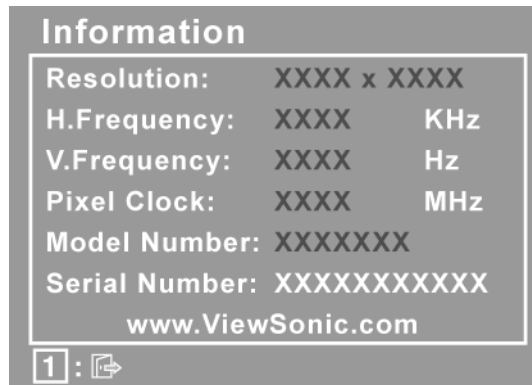 Information
Resolution: XXXX x XXXX
H.Frequency: XXXX KHz
V.Frequency: XXXX Hz
Pixel Clock: XXXX MHz
Model Number: XXXXXXX
Serial Number: XXXXXXXXXXX
www.ViewSonic.com
1 :